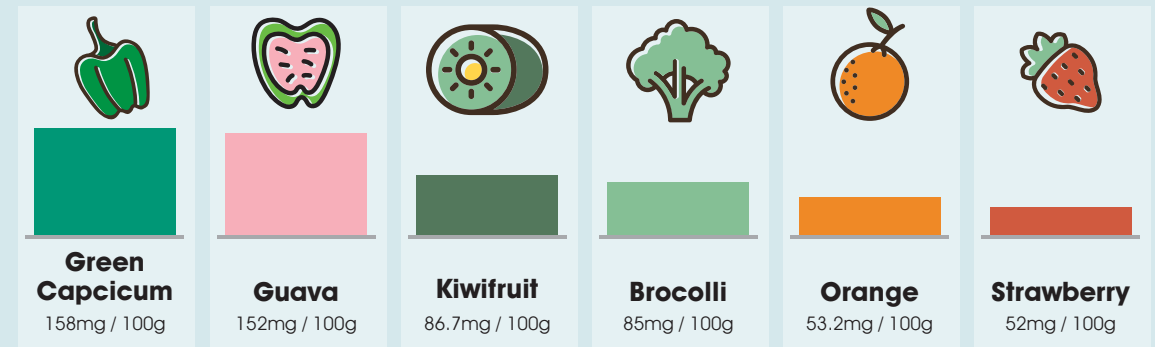 Green
Capcicum
158mg / 100g
Guava
152mg / 100g
Kiwifruit
86.7mg / 100g
Brocolli
85mg / 100g
Orange
53.2mg / 100g
Strawberry
52mg / 100g